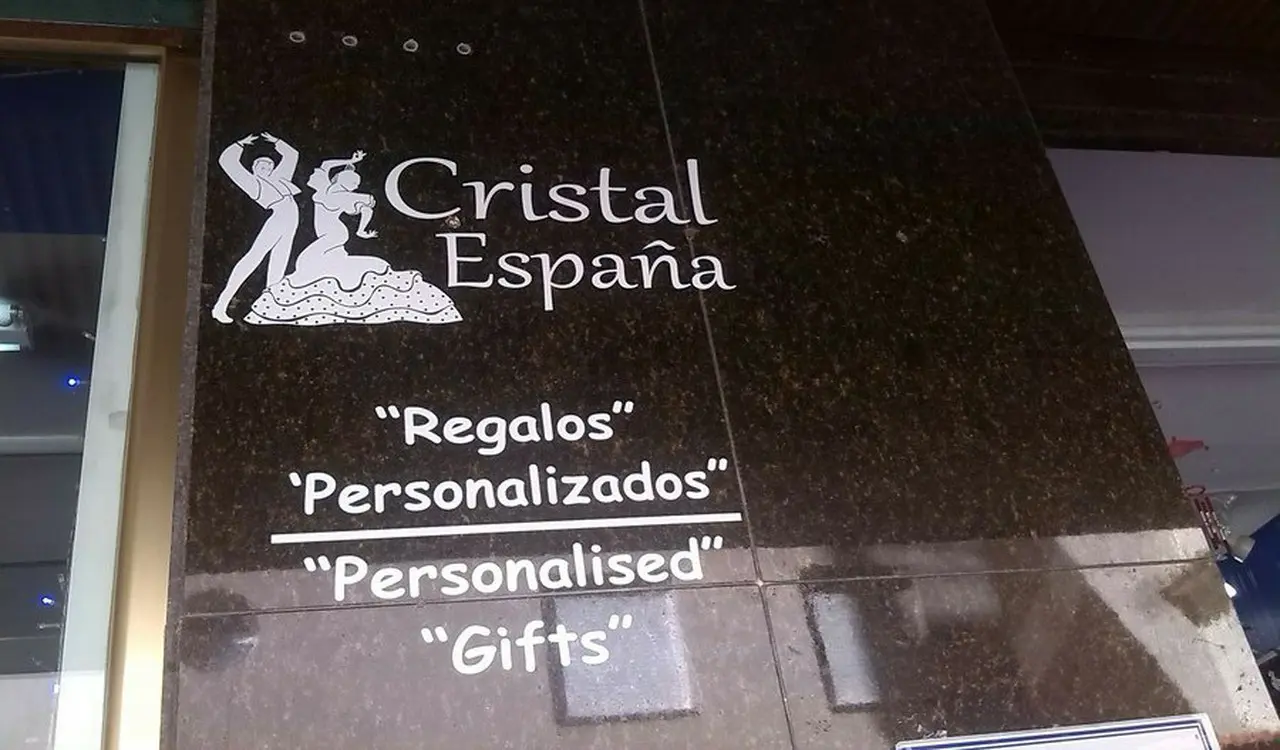 Cristal
España
"Regalos"
'Personalizados"
"Personalised"
"Gifts"